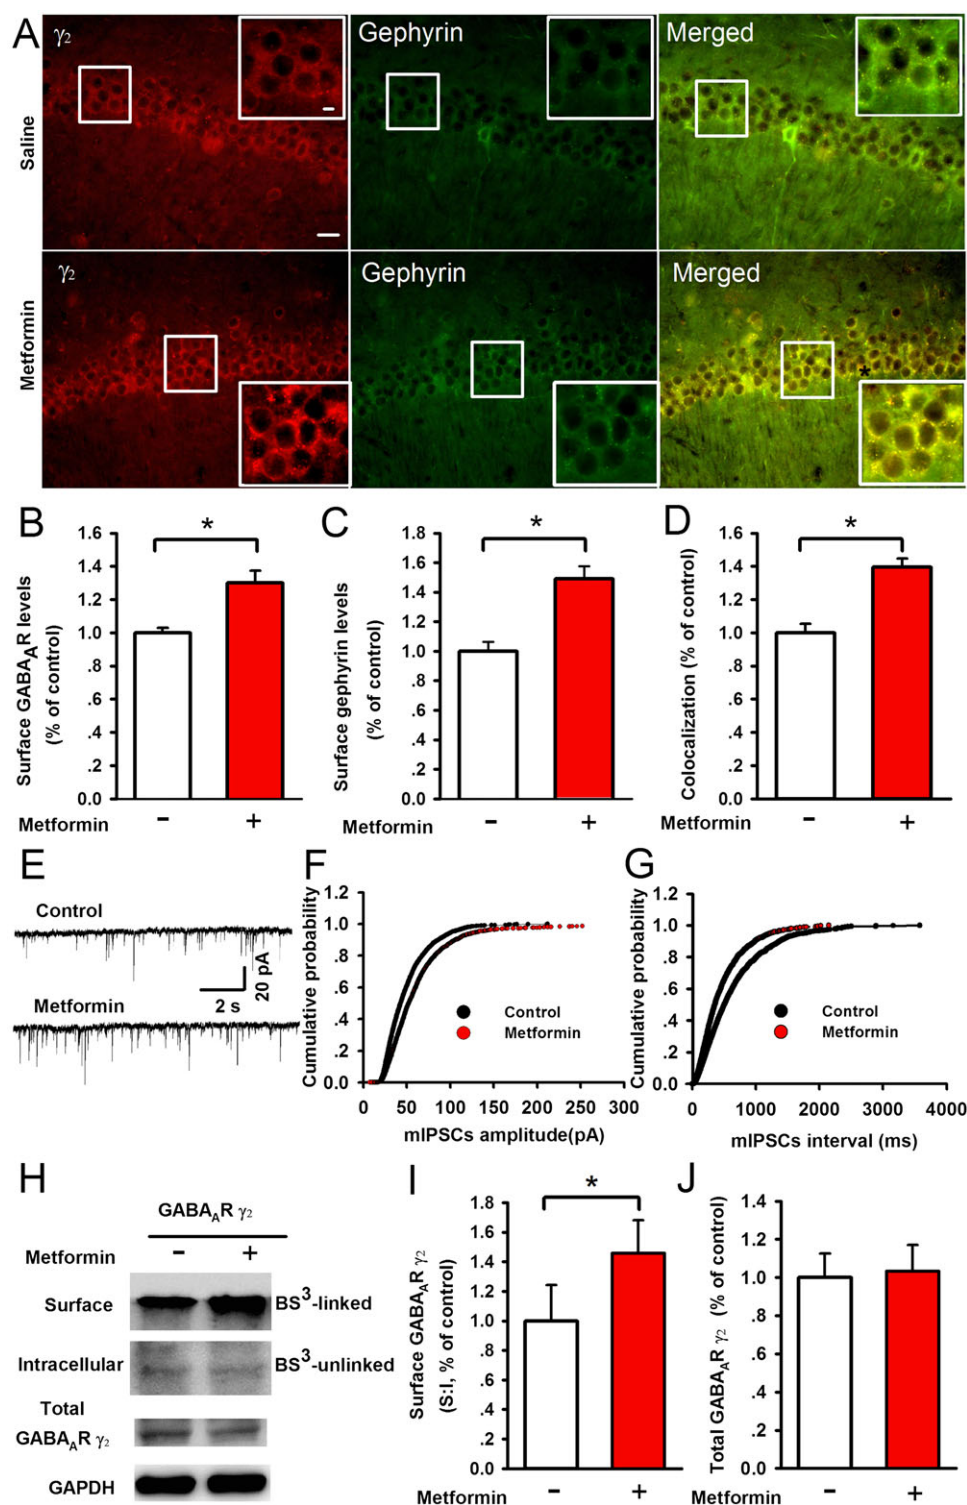 A
γ2
Gephyrin
Merged
Saline
γ2
Gephyrin
Merged
Metformin
*
B
Surface GABAAR levels
(% of control)
1.6
1.4
1.2
1.0
.8
.6
.4
.2
0.0
*
Metformin - +
C
Surface gephyrin levels
(% of control)
1.8
1.6
1.4
1.2
1.0
.8
.6
.4
.2
0.0
*
Metformin - +
D
Colocalization (% of control)
1.6
1.4
1.2
1.0
.8
.6
.4
.2
0.0
*
Metformin - +
E
Control
20 pA
2 s
Metformin
F
Cumulative probability
1.2
1.0
.8
.6
.4
.2
0.0
Control
Metformin
0 50 100 150 200 250 300
mIPSCs amplitude(pA)
G
Cumulative probability
1.2
1.0
.8
.6
.4
.2
0.0
Control
Metformin
0 1000 2000 3000 4000
mIPSCs interval (ms)
H
GABAAR γ2
Metformin - +
Surface BS3-linked
Intracellular BS3-unlinked
Total
GABAAR γ2
GAPDH
I
Surface GABAAR γ2
(S:I, % of control)
1.8
1.6
1.4
1.2
1.0
.8
.6
.4
.2
0.0
*
Metformin - +
J
Total GABAAR γ2 (% of control)
1.4
1.2
1.0
.8
.6
.4
.2
0.0
Metformin - +